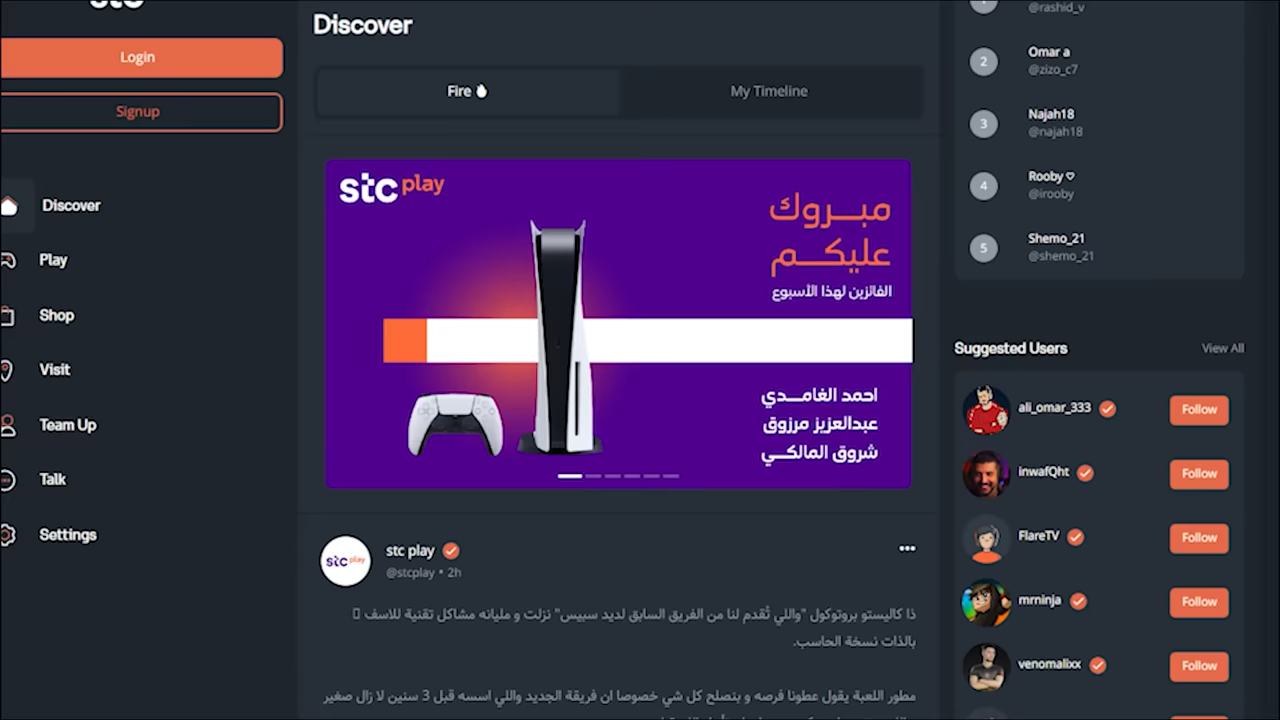 stc
Login
Signup
Discover
Play
Shop
Visit
Team Up
Talk
Settings
Discover
Fire
My Timeline
stc play
مبروك
عليكم
الفائزين لهذا الأسبوع
احمد الغامدي
عبدالعزيز مرزوق
شروق المالكي
stc play
stc play
@stcplay • 2h
ذا كاليستو بروتوكول "واللي تُقدم لنا من الفريق السابق لديد سبيس" نزلت و مليانه مشاكل تقنية للاسف
بالذات نسخة الحاسب.
مطور اللعبة يقول عطونا فرصه و بنصلح كل شي خصوصا ان فريقة الجديد واللي اسسه قبل 3 سنين لا زال صغير
@rashid_v
2
Omar a
@zizo_c7
3
Najah18
@najah18
4
Rooby ♡
@irooby
5
Shemo_21
@shemo_21
Suggested Users
View All
ali_omar_333
Follow
inwafQht
Follow
FlareTV
Follow
mrninja
Follow
venomalixx
Follow